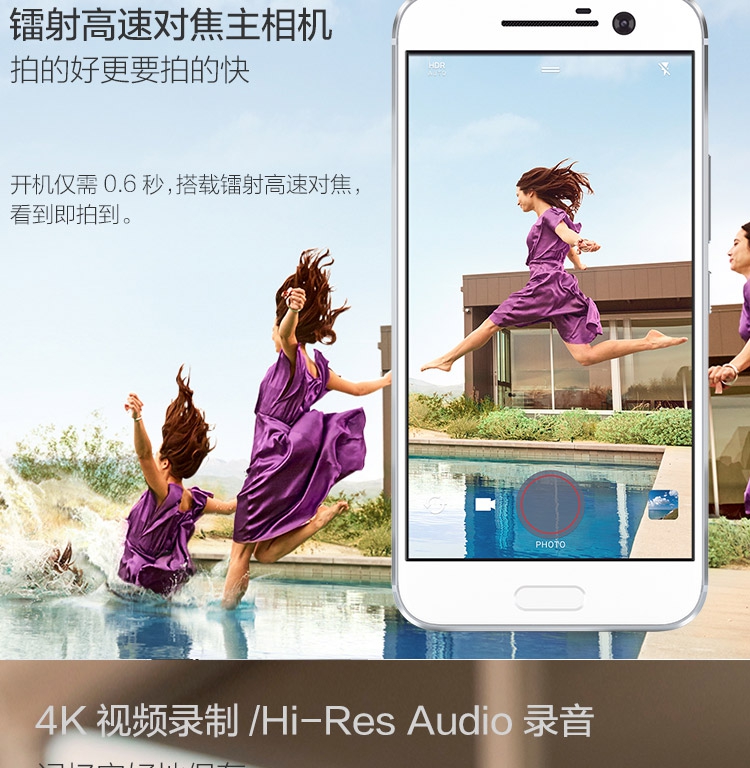 镭射高速对焦主相机
拍的好更要拍的快
开机仅需 0.6 秒,搭载镭射高速对焦,
看到即拍到。
HDR
AUTO
PHOTO
4K 视频录制 /Hi-Res Audio 录音